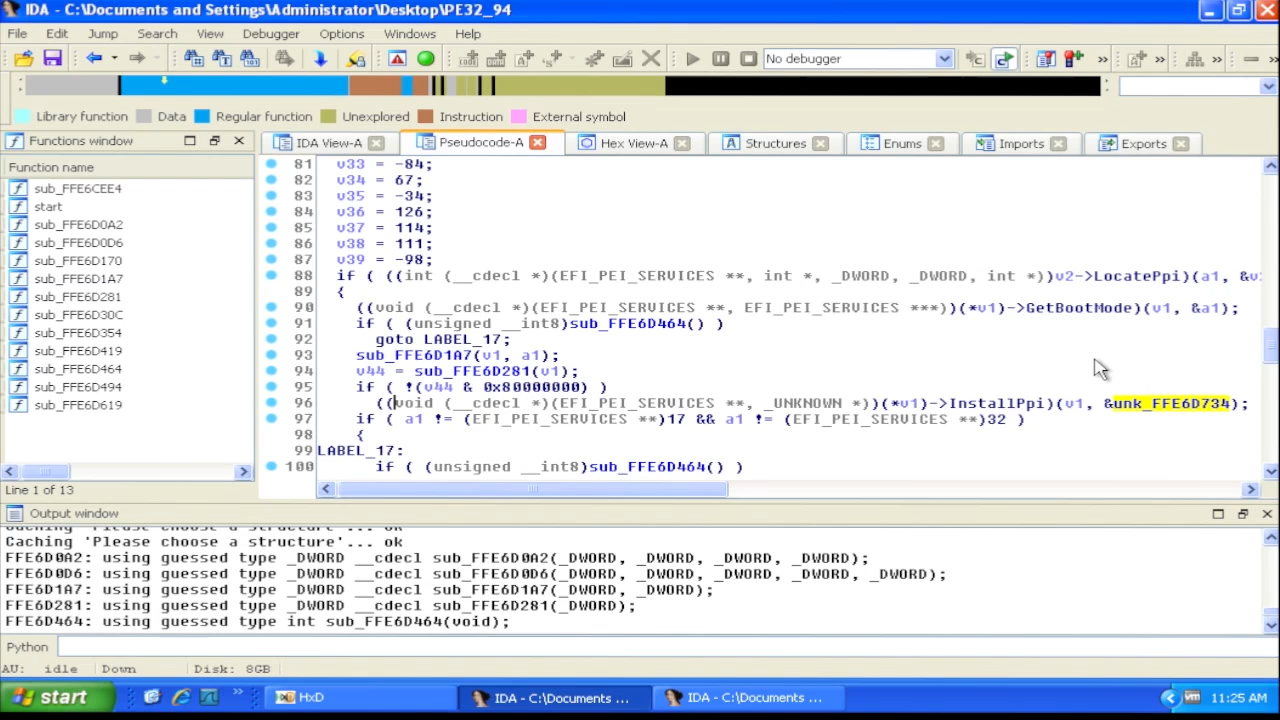 IDA - C:\Documents and Settings\Administrator\Desktop\PE32_94
File Edit Jump Search View Debugger Options Windows Help
No debugger
Library function Data Regular function Unexplored Instruction External symbol
Functions window
IDA View-A Pseudocode-A Hex View-A Structures Enums Imports Exports
Function name
sub_FFE6CEE4
start
sub_FFE6D0A2
sub_FFE6D0D6
sub_FFE6D170
sub_FFE6D1A7
sub_FFE6D281
sub_FFE6D30C
sub_FFE6D354
sub_FFE6D419
sub_FFE6D464
sub_FFE6D494
sub_FFE6D619
Line 1 of 13
81 v33 = -84;
82 v34 = 67;
83 v35 = -34;
84 v36 = 126;
85 v37 = 114;
86 v38 = 111;
87 v39 = -98;
88 if ( ((int (__cdecl *)(EFI_PEI_SERVICES **, int *, _DWORD, _DWORD, int *))v2->LocatePpi)(a1, &v
89 {
90 ((void (__cdecl *)(EFI_PEI_SERVICES **, EFI_PEI_SERVICES ***))(*v1)->GetBootMode)(v1, &a1);
91 if ( (unsigned __int8)sub_FFE6D464() )
92 goto LABEL_17;
93 sub_FFE6D1A7(v1, a1);
94 v44 = sub_FFE6D281(v1);
95 if ( !(v44 & 0x80000000) )
96 ((void (__cdecl *)(EFI_PEI_SERVICES **, _UNKNOWN *))(*v1)->InstallPpi)(v1, &unk_FFE6D734);
97 if ( a1 != (EFI_PEI_SERVICES **)17 && a1 != (EFI_PEI_SERVICES **)32 )
98 {
99 LABEL_17:
100 if ( (unsigned __int8)sub_FFE6D464() )
Output window
Caching 'Please choose a structure'... ok
Caching 'Please choose a structure'... ok
FFE6D0A2: using guessed type _DWORD __cdecl sub_FFE6D0A2(_DWORD, _DWORD, _DWORD, _DWORD);
FFE6D0D6: using guessed type _DWORD __cdecl sub_FFE6D0D6(_DWORD, _DWORD, _DWORD, _DWORD, _DWORD);
FFE6D1A7: using guessed type _DWORD __cdecl sub_FFE6D1A7(_DWORD, _DWORD);
FFE6D281: using guessed type _DWORD __cdecl sub_FFE6D281(_DWORD);
FFE6D464: using guessed type int sub_FFE6D464(void);
Python
AU: idle Down Disk: 8GB
start HxD IDA - C:\Documents ... IDA - C:\Documents ... 11:25 AM